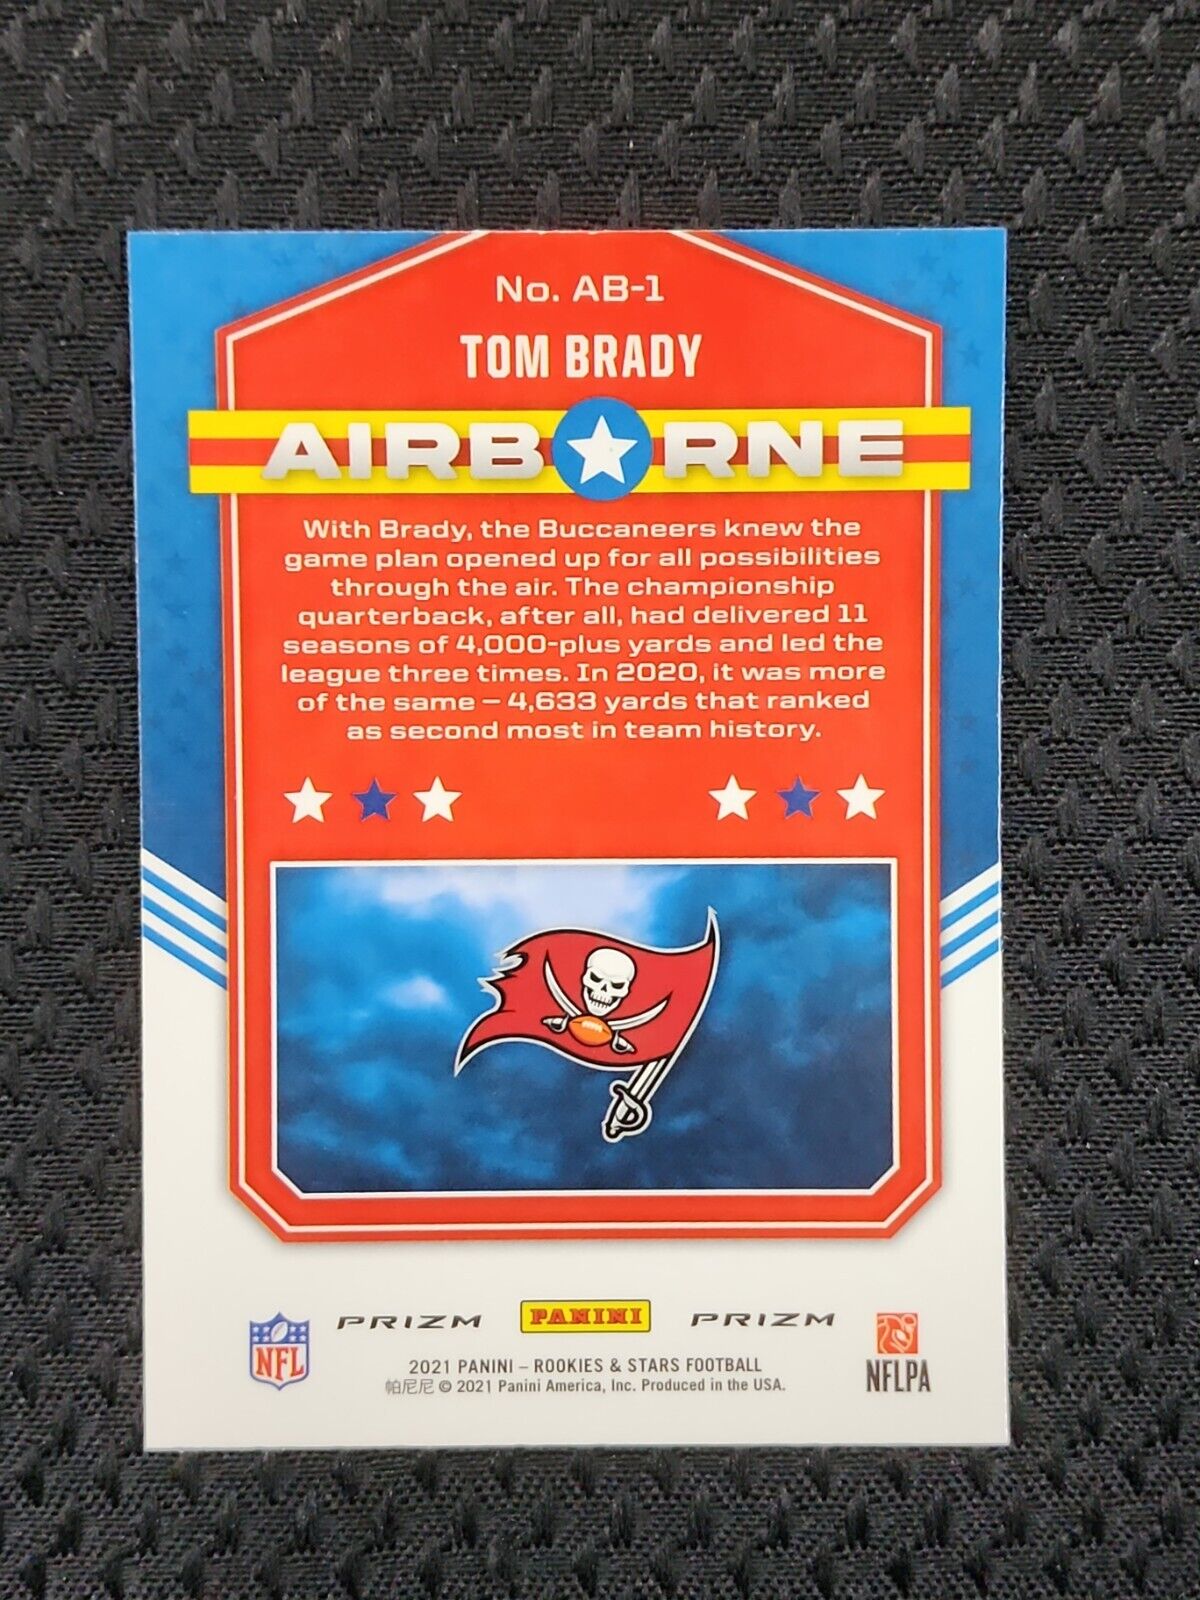 No. AB-1
TOM BRADY
AIRBORNE
With Brady, the Buccaneers knew the
game plan opened up for all possibilities
through the air. The championship
quarterback, after all, had delivered 11
seasons of 4,000-plus yards and led the
league three times. In 2020, it was more
of the same – 4,633 yards that ranked
as second most in team history.
NFL PRIZM PANINI PRIZM NFLPA
2021 PANINI – ROOKIES & STARS FOOTBALL
帕尼尼 © 2021 Panini America, Inc. Produced in the USA.